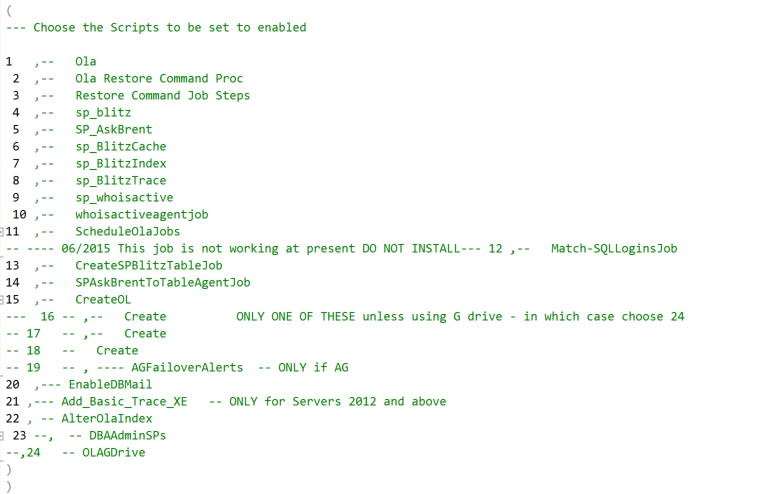 (
--- Choose the Scripts to be set to enabled
1 ,-- Ola
2 ,-- Ola Restore Command Proc
3 ,-- Restore Command Job Steps
4 ,-- sp_blitz
5 ,-- SP_AskBrent
6 ,-- sp_BlitzCache
7 ,-- sp_BlitzIndex
8 ,-- sp_BlitzTrace
9 ,-- sp_whoisactive
10 ,-- whoisactiveagentjob
11 ,-- ScheduleOlaJobs
-- ---- 06/2015 This job is not working at present DO NOT INSTALL--- 12 ,-- Match-SQLLoginsJob
13 ,-- CreateSPBlitzTableJob
14 ,-- SPAskBrentToTableAgentJob
15 ,-- CreateOL
--- 16 -- ,-- Create ONLY ONE OF THESE unless using G drive - in which case choose 24
-- 17 -- ,-- Create
-- 18 -- Create
-- 19 -- , ---- AGFailoverAlerts -- ONLY if AG
20 ,--- EnableDBMail
21 ,--- Add_Basic_Trace_XE -- ONLY for Servers 2012 and above
22 , -- AlterOlaIndex
23 --, -- DBAAdminSPs
--,24 -- OLAGDrive
)
)